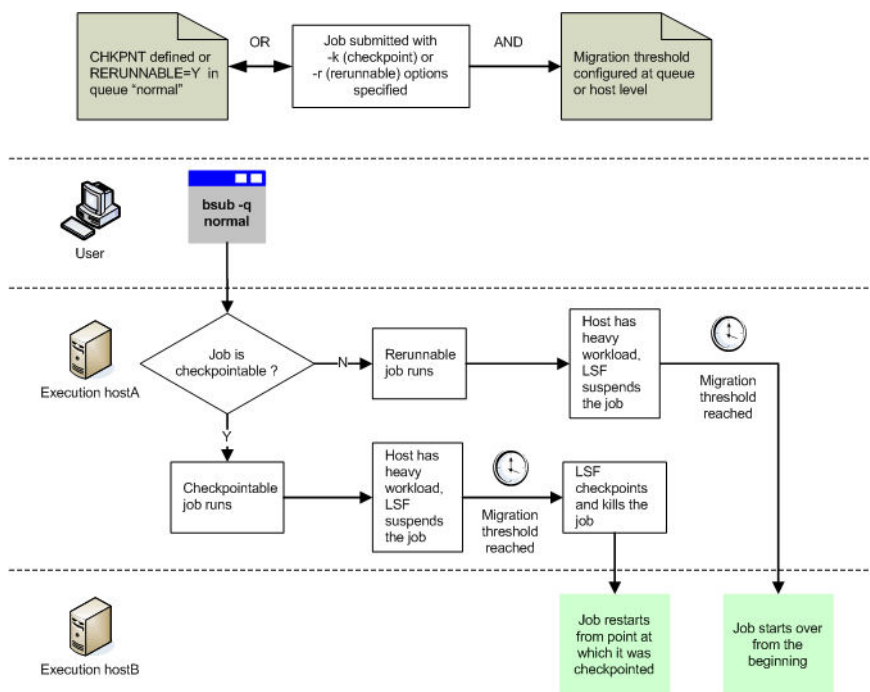 CHKPNT defined or
RERUNNABLE=Y in
queue “normal”
OR
Job submitted with
-k (checkpoint) or
-r (rerunnable) options
specified
AND
Migration threshold
configured at queue
or host level
User
bsub -q
normal
Execution hostA
Job is
checkpointable ?
N
Rerunnable
job runs
Host has
heavy
workload,
LSF
suspends
the job
Migration
threshold
reached
Y
Checkpointable
job runs
Host has
heavy
workload,
LSF
suspends
the job
Migration
threshold
reached
LSF
checkpoints
and kills the
job
Execution hostB
Job restarts
from point at
which it was
checkpointed
Job starts over
from the
beginning